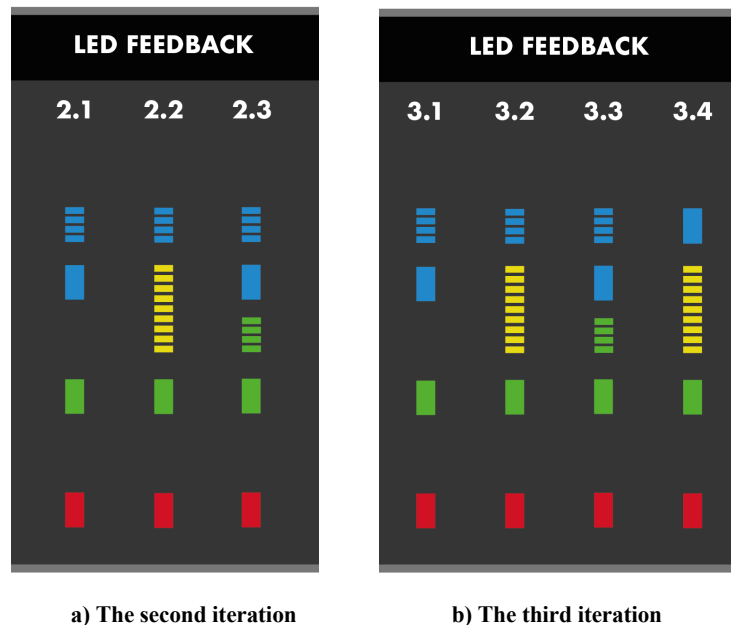 LED FEEDBACK
2.1 2.2 2.3
a) The second iteration
LED FEEDBACK
3.1 3.2 3.3 3.4
b) The third iteration